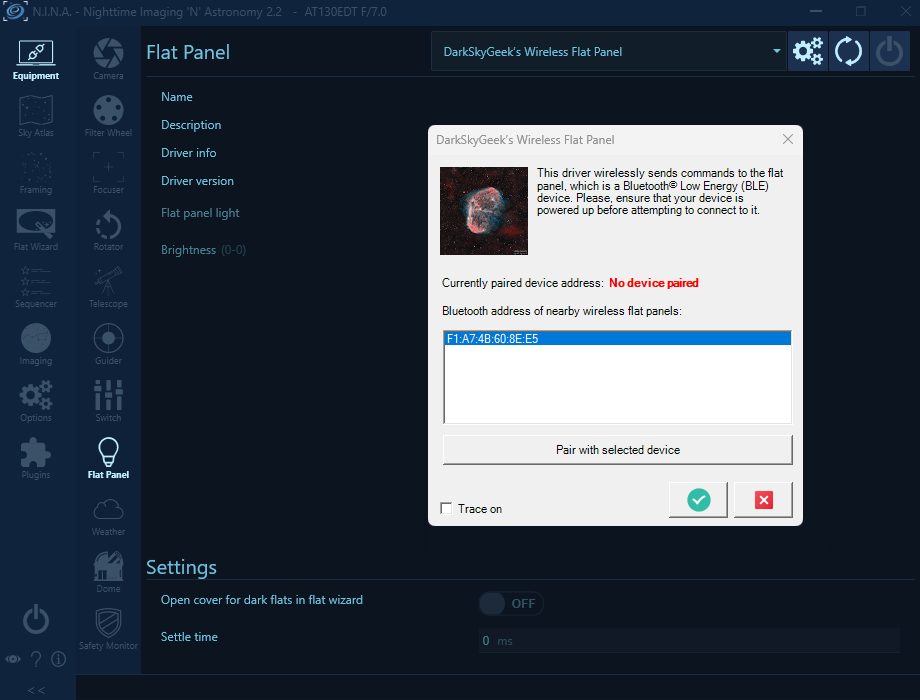 N.I.N.A. - Nighttime Imaging 'N' Astronomy 2.2 - AT130EDT F/7.0
Equipment
Sky Atlas
Framing
Flat Wizard
Sequencer
Imaging
Options
Plugins
<<
Camera
Filter Wheel
Focuser
Rotator
Telescope
Guider
Switch
Flat Panel
Weather
Dome
Safety Monitor
Flat Panel
DarkSkyGeek's Wireless Flat Panel
Name
Description
Driver info
Driver version
Flat panel light
Brightness (0-0)
DarkSkyGeek's Wireless Flat Panel
This driver wirelessly sends commands to the flat
panel, which is a Bluetooth© Low Energy (BLE)
device. Please, ensure that your device is
powered up before attempting to connect to it.
Currently paired device address: No device paired
Bluetooth address of nearby wireless flat panels:
F1:A7:4B:60:8E:E5
Pair with selected device
Trace on
Settings
Open cover for dark flats in flat wizard
OFF
Settle time
0 ms